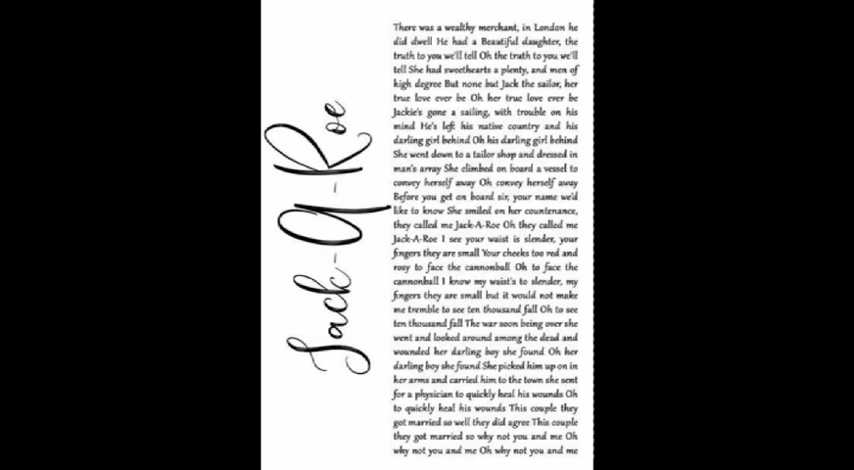 Jack-A-Roe
There was a wealthy merchant, in London he
did dwell He had a Beautiful daughter, the
truth to you we'll tell Oh the truth to you we'll
tell She had sweethearts a plenty, and men of
high degree But none but Jack the sailor, her
true love ever be Oh her true love ever be
Jackie's gone a sailing, with trouble on his
mind He's left his native country and his
darling girl behind Oh his darling girl behind
She went down to a tailor shop and dressed in
man's array She climbed on board a vessel to
convey herself away Oh convey herself away
Before you get on board sir, your name we'd
like to know She smiled on her countenance,
they called me Jack-A-Roe Oh they called me
Jack-A-Roe I see your waist is slender, your
fingers they are small Your cheeks too red and
rosy to face the cannonball Oh to face the
cannonball I know my waist's to slender, my
fingers they are small but it would not make
me tremble to see ten thousand fall Oh to see
ten thousand fall The war soon being over she
went and looked around among the dead and
wounded her darling boy she found Oh her
darling boy she found She picked him up on in
her arms and carried him to the town she sent
for a physician to quickly heal his wounds Oh
to quickly heal his wounds This couple they
got married so well they did agree This couple
they got married so why not you and me Oh
why not you and me Oh why not you and me